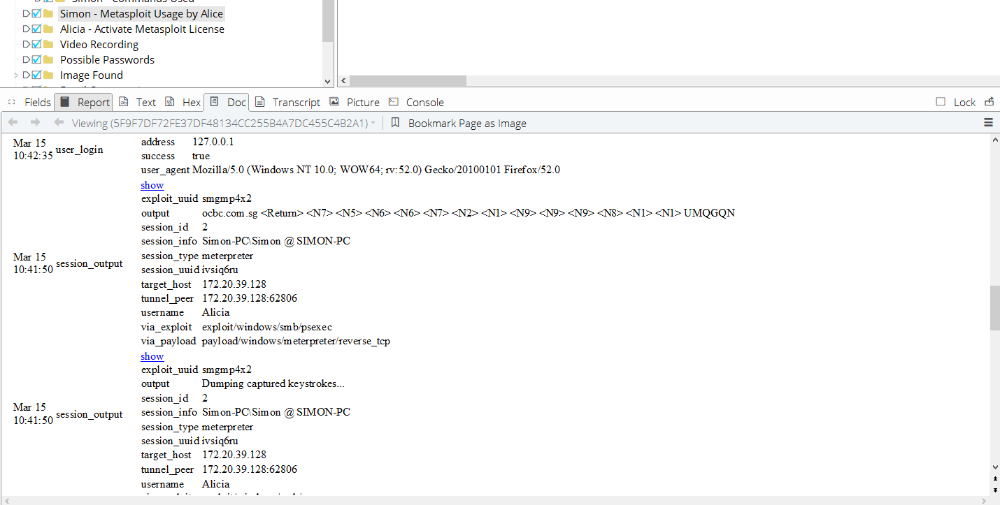 Simon - Commands Used
Simon - Metasploit Usage by Alice
Alicia - Activate Metasploit License
Video Recording
Possible Passwords
Image Found
Fields Report Text Hex Doc Transcript Picture Console Lock
Viewing (5F9F7DF72FE37DF48134CC255B4A7DC455C4B2A1) Bookmark Page as Image
Mar 15
10:42:35 user_login
address 127.0.0.1
success true
user_agent Mozilla/5.0 (Windows NT 10.0; WOW64; rv:52.0) Gecko/20100101 Firefox/52.0
Mar 15
10:41:50 session_output
show
exploit_uuid smgmp4x2
output ocbc.com.sg <Return> <N7> <N5> <N6> <N6> <N7> <N2> <N1> <N9> <N9> <N9> <N8> <N1> <N1> UMQGQN
session_id 2
session_info Simon-PC\Simon @ SIMON-PC
session_type meterpreter
session_uuid ivsiq6ru
target_host 172.20.39.128
tunnel_peer 172.20.39.128:62806
username Alicia
via_exploit exploit/windows/smb/psexec
via_payload payload/windows/meterpreter/reverse_tcp
Mar 15
10:41:50 session_output
show
exploit_uuid smgmp4x2
output Dumping captured keystrokes...
session_id 2
session_info Simon-PC\Simon @ SIMON-PC
session_type meterpreter
session_uuid ivsiq6ru
target_host 172.20.39.128
tunnel_peer 172.20.39.128:62806
username Alicia